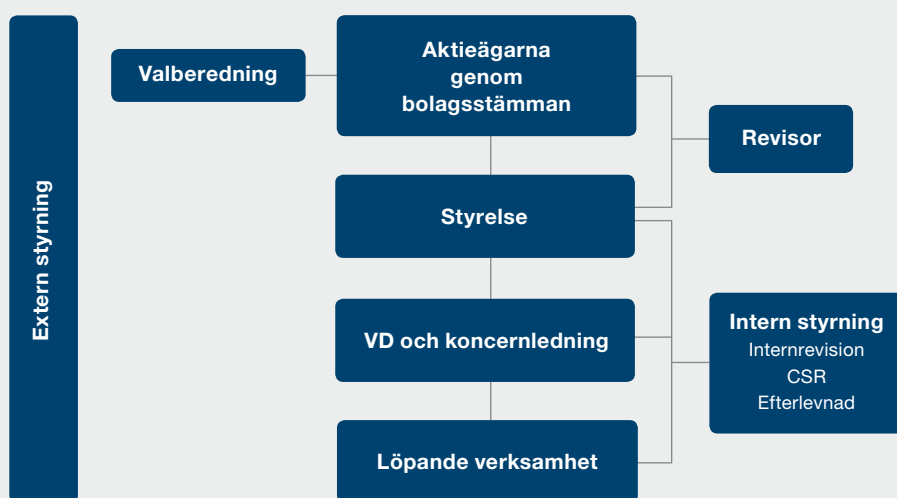 Extern styrning
Valberedning
Aktieägarna
genom
bolagsstämman
Revisor
Styrelse
VD och koncernledning
Intern styrning
Internrevision
CSR
Efterlevnad
Löpande verksamhet